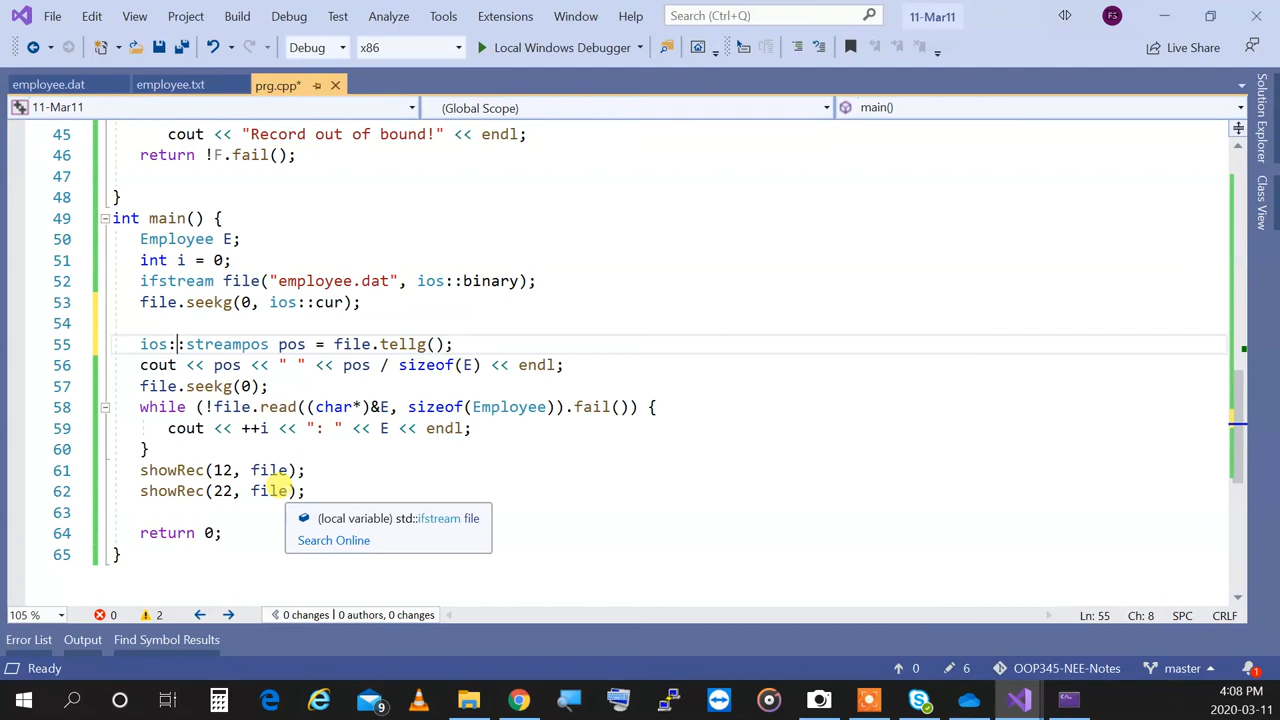 File Edit View Project Build Debug Test Analyze Tools Extensions Window Help Search (Ctrl+Q) 11-Mar11 FS
Debug x86 Local Windows Debugger Live Share
employee.dat employee.txt prg.cpp*
11-Mar11 (Global Scope) main()
45 cout << "Record out of bound!" << endl;
46 return !F.fail();
47
48 }
49 int main() {
50 Employee E;
51 int i = 0;
52 ifstream file("employee.dat", ios::binary);
53 file.seekg(0, ios::cur);
54
55 ios::streampos pos = file.tellg();
56 cout << pos << " " << pos / sizeof(E) << endl;
57 file.seekg(0);
58 while (!file.read((char*)&E, sizeof(Employee)).fail()) {
59 cout << ++i << ": " << E << endl;
60 }
61 showRec(12, file);
62 showRec(22, file);
63
64 return 0;
65 }
(local variable) std::ifstream file
Search Online
Solution Explorer
Class View
105 % 0 2 0 changes | 0 authors, 0 changes Ln: 55 Ch: 8 SPC CRLF
Error List Output Find Symbol Results
Ready 0 6 OOP345-NEE-Notes master 1
9
4:08 PM
2020-03-11